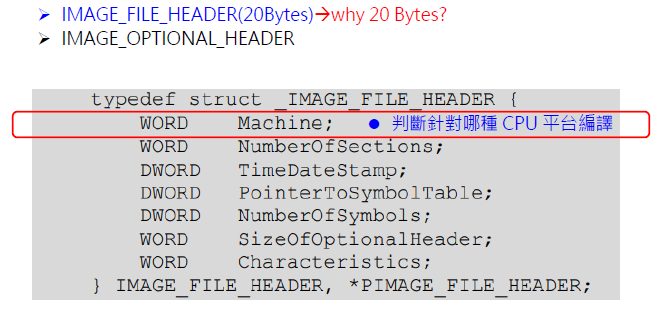 ➢ IMAGE_FILE_HEADER(20Bytes)→why 20 Bytes?
➢ IMAGE_OPTIONAL_HEADER
typedef struct _IMAGE_FILE_HEADER {
WORD Machine; ● 判斷針對哪種 CPU 平台編譯
WORD NumberOfSections;
DWORD TimeDateStamp;
DWORD PointerToSymbolTable;
DWORD NumberOfSymbols;
WORD SizeOfOptionalHeader;
WORD Characteristics;
} IMAGE_FILE_HEADER, *PIMAGE_FILE_HEADER;